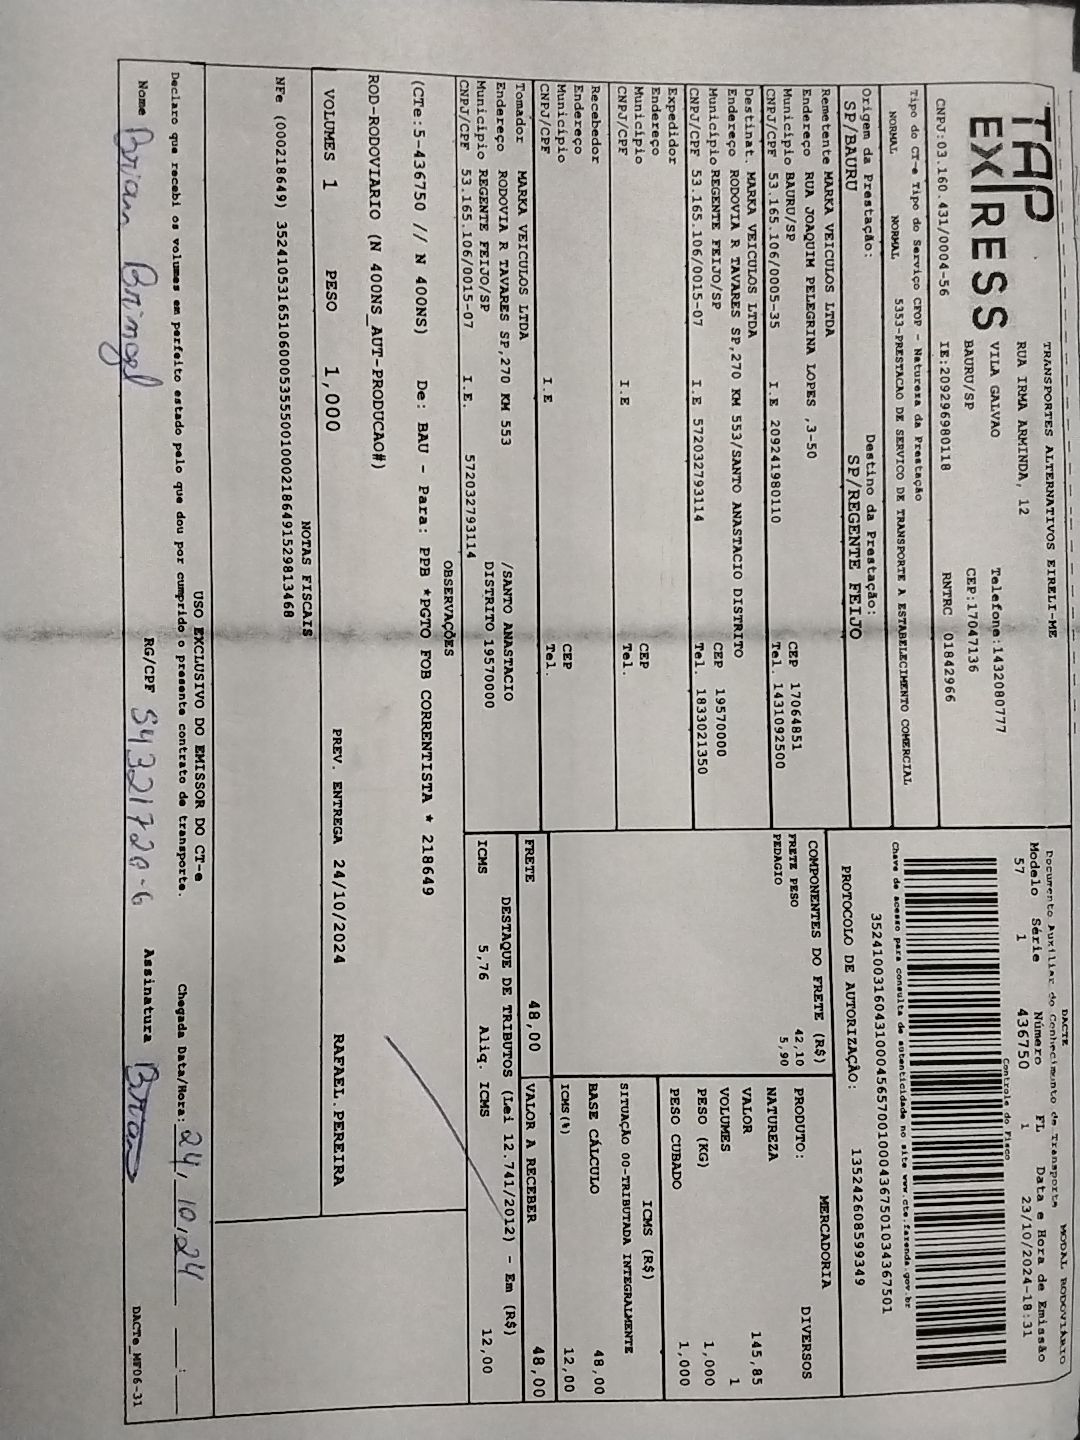 TAP
EXPRESS
TRANSPORTES ALTERNATIVOS EIRELI-ME
RUA IRMA ARMINDA, 12
VILA GALVAO Telefone:1432080777
BAURU/SP CEP:17047136
CNPJ:03.160.431/0004-56 IE:209296980118 RNTRC 01842966
Tipo do CT-e Tipo do Serviço CFOP - Natureza da Prestação
NORMAL NORMAL 5353-PRESTACAO DE SERVICO DE TRANSPORTE A ESTABELECIMENTO COMERCIAL
Origem da Prestação: Destino da Prestação:
SP/BAURU SP/REGENTE FEIJO
DACTE MODAL RODOVIÁRIO
Documento Auxiliar do Conhecimento de Transporte
Modelo Série Número FL Data e Hora de Emissão
57 1 436750 1 23/10/2024-18:31
Controle do Fisco
Chave de acesso para consulta de autenticidade no site www.cte.fazenda.gov.br
35241003160431000456570010004367501034367501
PROTOCOLO DE AUTORIZAÇÃO: 135242608599349
Remetente MARKA VEICULOS LTDA
Endereço RUA JOAQUIM PELEGRINA LOPES ,3-50
Município BAURU/SP CEP 17064851
CNPJ/CPF 53.165.106/0005-35 I.E 209241980110 Tel. 1431092500
Destinat. MARKA VEICULOS LTDA
Endereço RODOVIA R TAVARES SP,270 KM 553/SANTO ANASTACIO DISTRITO
Município REGENTE FEIJO/SP CEP 19570000
CNPJ/CPF 53.165.106/0015-07 I.E 572032793114 Tel. 1833021350
Expedidor
Endereço
Município CEP
CNPJ/CPF I.E Tel.
Recebedor
Endereço
Município CEP
CNPJ/CPF I.E Tel.
Tomador MARKA VEICULOS LTDA
Endereço RODOVIA R TAVARES SP,270 KM 553 /SANTO ANASTACIO
Município REGENTE FEIJO/SP DISTRITO 19570000
CNPJ/CPF 53.165.106/0015-07 I.E. 572032793114
COMPONENTES DO FRETE (R$)
FRETE PESO 42,10
PEDAGIO 5,90
MERCADORIA
PRODUTO: DIVERSOS
NATUREZA
VALOR 145,85
VOLUMES 1
PESO (KG) 1,000
PESO CUBADO 1,000
ICMS (R$)
SITUAÇÃO 00-TRIBUTADA INTEGRALMENTE
BASE CÁLCULO 48,00
ICMS(%) 12,00
FRETE 48,00 VALOR A RECEBER 48,00
DESTAQUE DE TRIBUTOS (Lei 12.741/2012) - Em (R$)
ICMS 5,76 Aliq. ICMS 12,00
OBSERVAÇÕES
(CTe:5-436750 // N 400NS) De: BAU - Para: PPB *PGTO FOB CORRENTISTA * 218649
ROD-RODOVIARIO (N 400NS_AUT-PRODUCAO#)
VOLUMES 1 PESO 1,000 PREV. ENTREGA 24/10/2024 RAFAEL.PEREIRA
NOTAS FISCAIS
NFe (000218649) 35241053165106000535550010002186491529813468
USO EXCLUSIVO DO EMISSOR DO CT-e
Declaro que recebi os volumes em perfeito estado pelo que dou por cumprido o presente contrato de transporte. Chegada Data/Hora: 24/10/24 :
Nome Brian Bringel RG/CPF 54321720-6 Assinatura Brian
DACTe_MF06-31